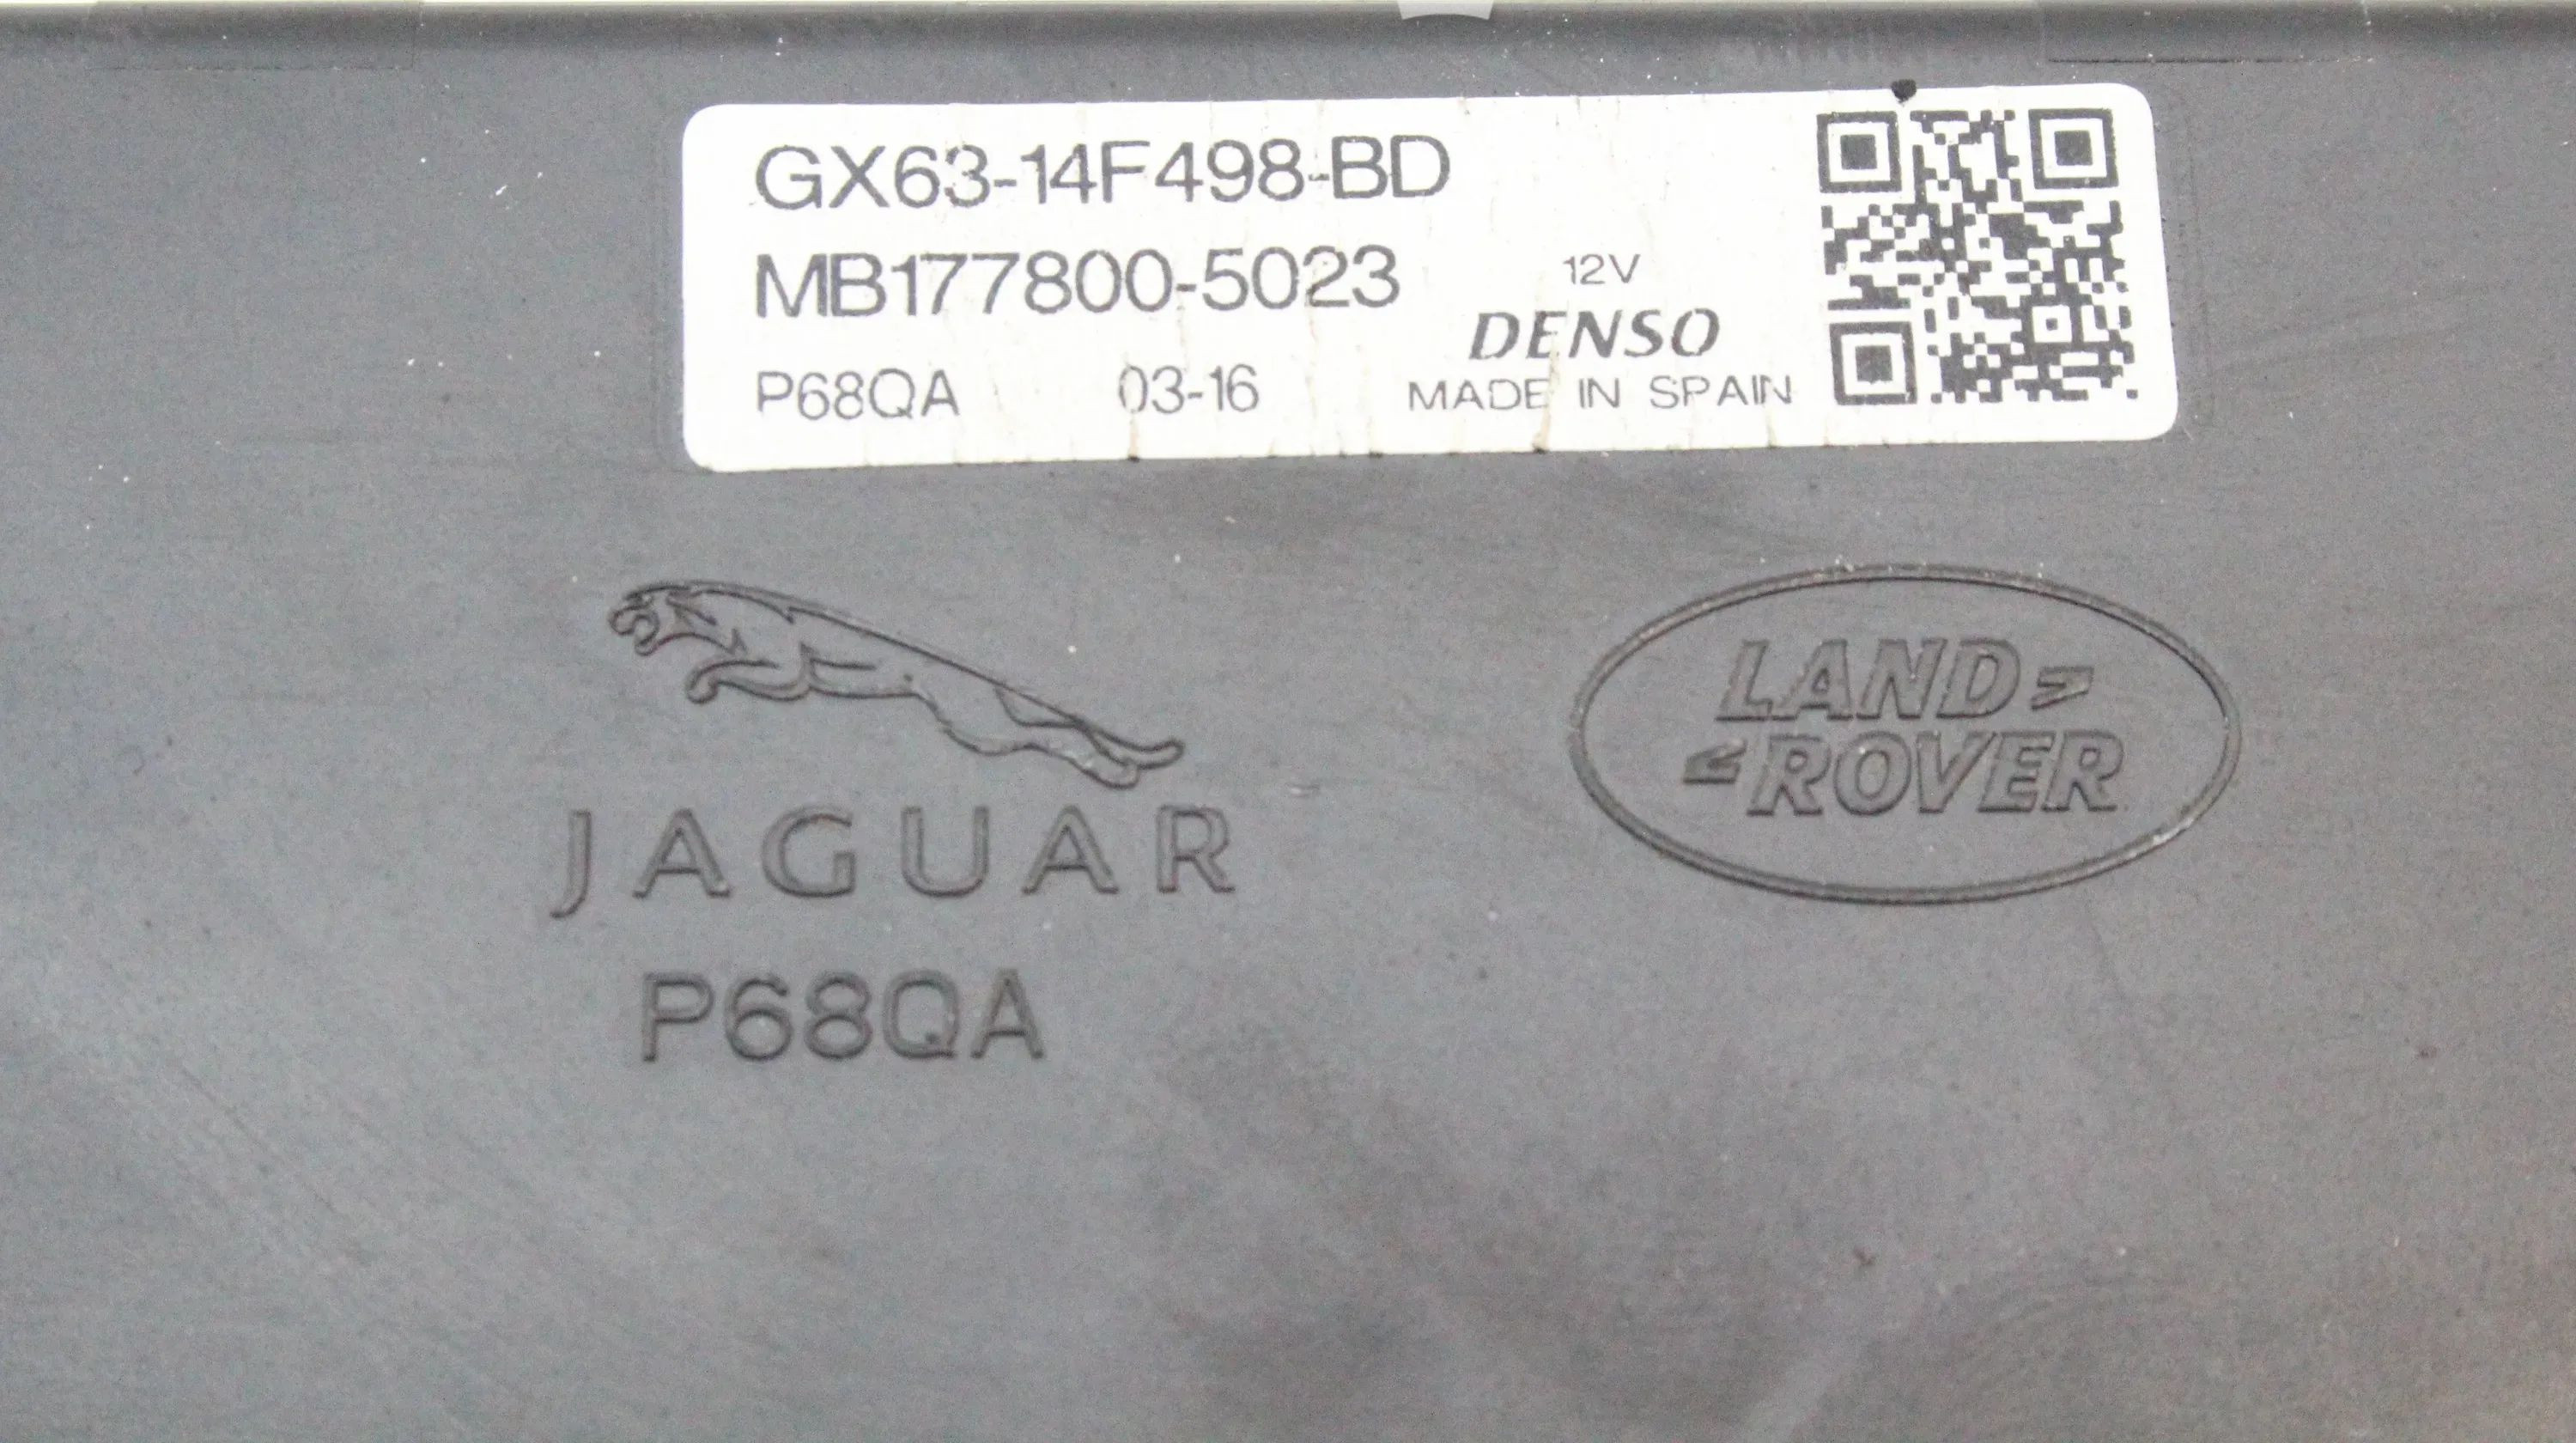 GX63-14F498-BD
MB177800-5023
12V
DENSO
P68QA 03-16 MADE IN SPAIN
JAGUAR
LAND
ROVER
P68QA